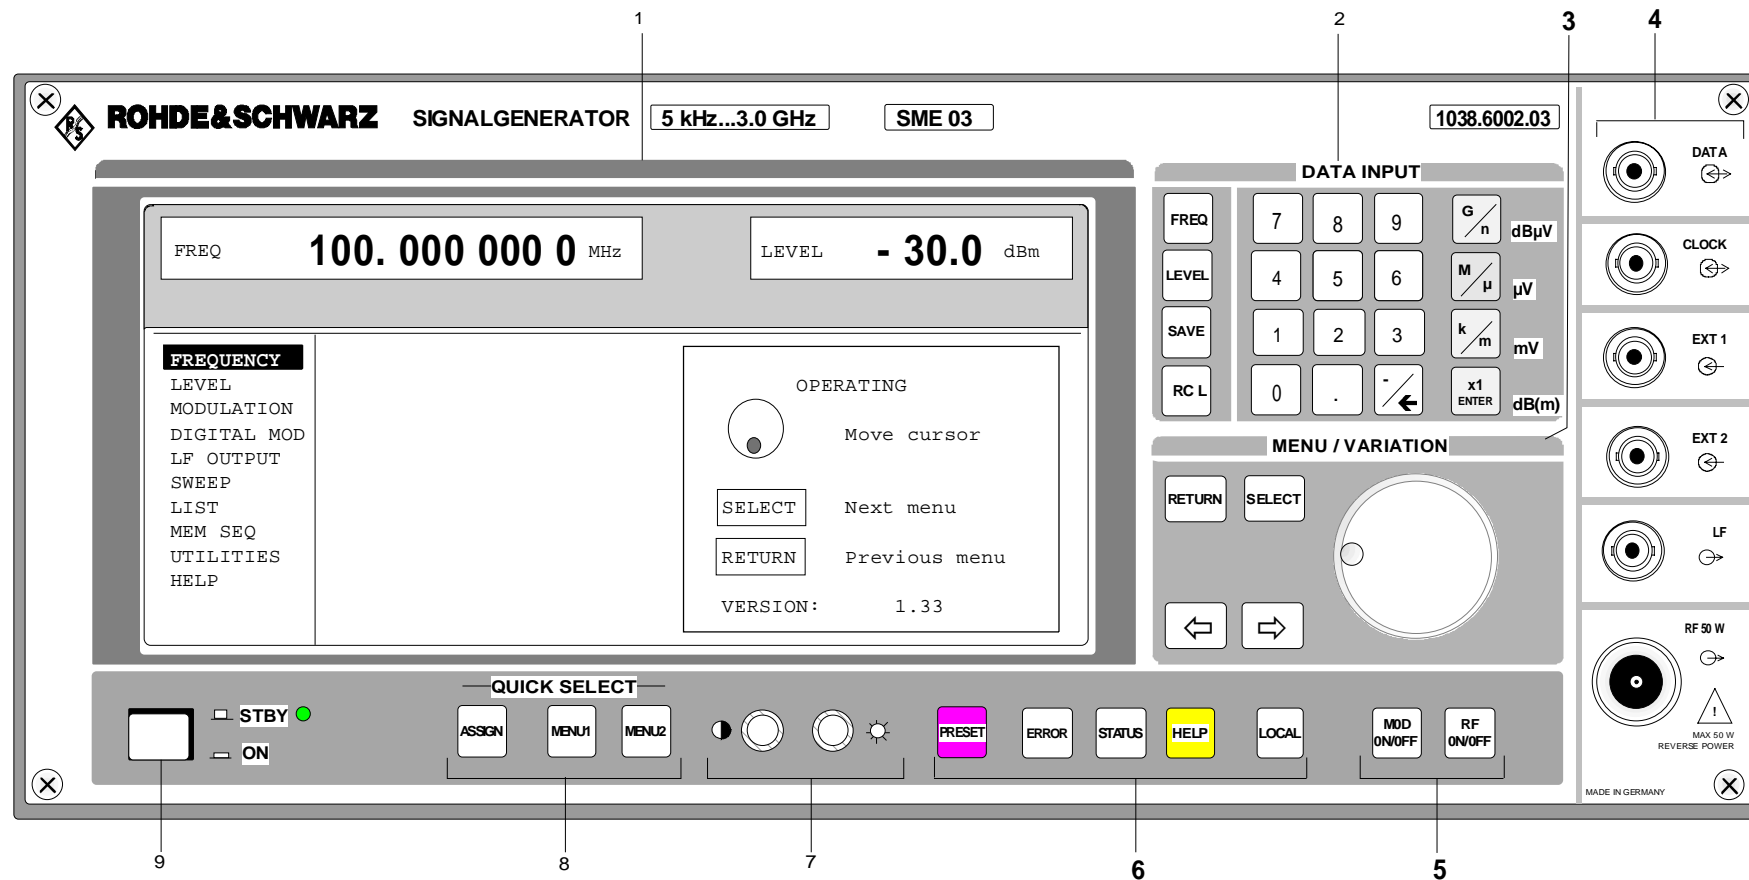 1
2
3
4
R&S
ROHDE&SCHWARZ
SIGNALGENERATOR
5 kHz...3.0 GHz
SME 03
1038.6002.03
FREQ 100. 000 000 0 MHz
LEVEL - 30.0 dBm
FREQUENCY
LEVEL
MODULATION
DIGITAL MOD
LF OUTPUT
SWEEP
LIST
MEM SEQ
UTILITIES
HELP
OPERATING
Move cursor
SELECT Next menu
RETURN Previous menu
VERSION: 1.33
DATA INPUT
FREQ 7 8 9 G/n dBµV
LEVEL 4 5 6 M/µ µV
SAVE 1 2 3 k/m mV
RC L 0 . -/← x1 ENTER dB(m)
MENU / VARIATION
RETURN SELECT
⇦ ⇨
DATA
CLOCK
EXT 1
EXT 2
LF
RF 50 W
!
MAX 50 W
REVERSE POWER
MADE IN GERMANY
STBY
ON
QUICK SELECT
ASSIGN MENU1 MENU2
PRESET ERROR STATUS HELP LOCAL
MOD ON/OFF
RF ON/OFF
9
8
7
6
5